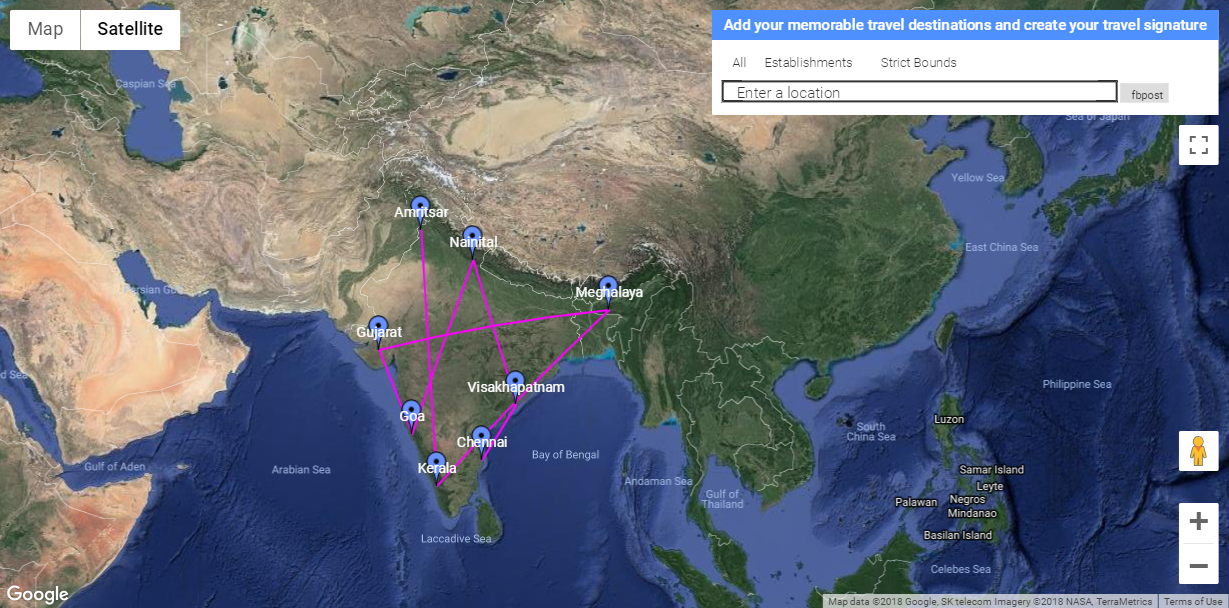 Map Satellite
Add your memorable travel destinations and create your travel signature
All Establishments Strict Bounds
Enter a location
fbpost
Caspian Sea
Sea of Japan
Yellow Sea
Amritsar
Nainital
East China Sea
Persian Gulf
Meghalaya
Gujarat
Visakhapatnam
Philippine Sea
Goa
Luzon
South
China Sea
Chennai
Bay of Bengal
Gulf of Aden
Arabian Sea
Kerala
Samar Island
Andaman Sea
Leyte
Gulf of
Thailand
Palawan
Negros
Mindanao
Basilan Island
Laccadive Sea
Celebes Sea
Google
Map data ©2018 Google, SK telecom Imagery ©2018 NASA, TerraMetrics
Terms of Use